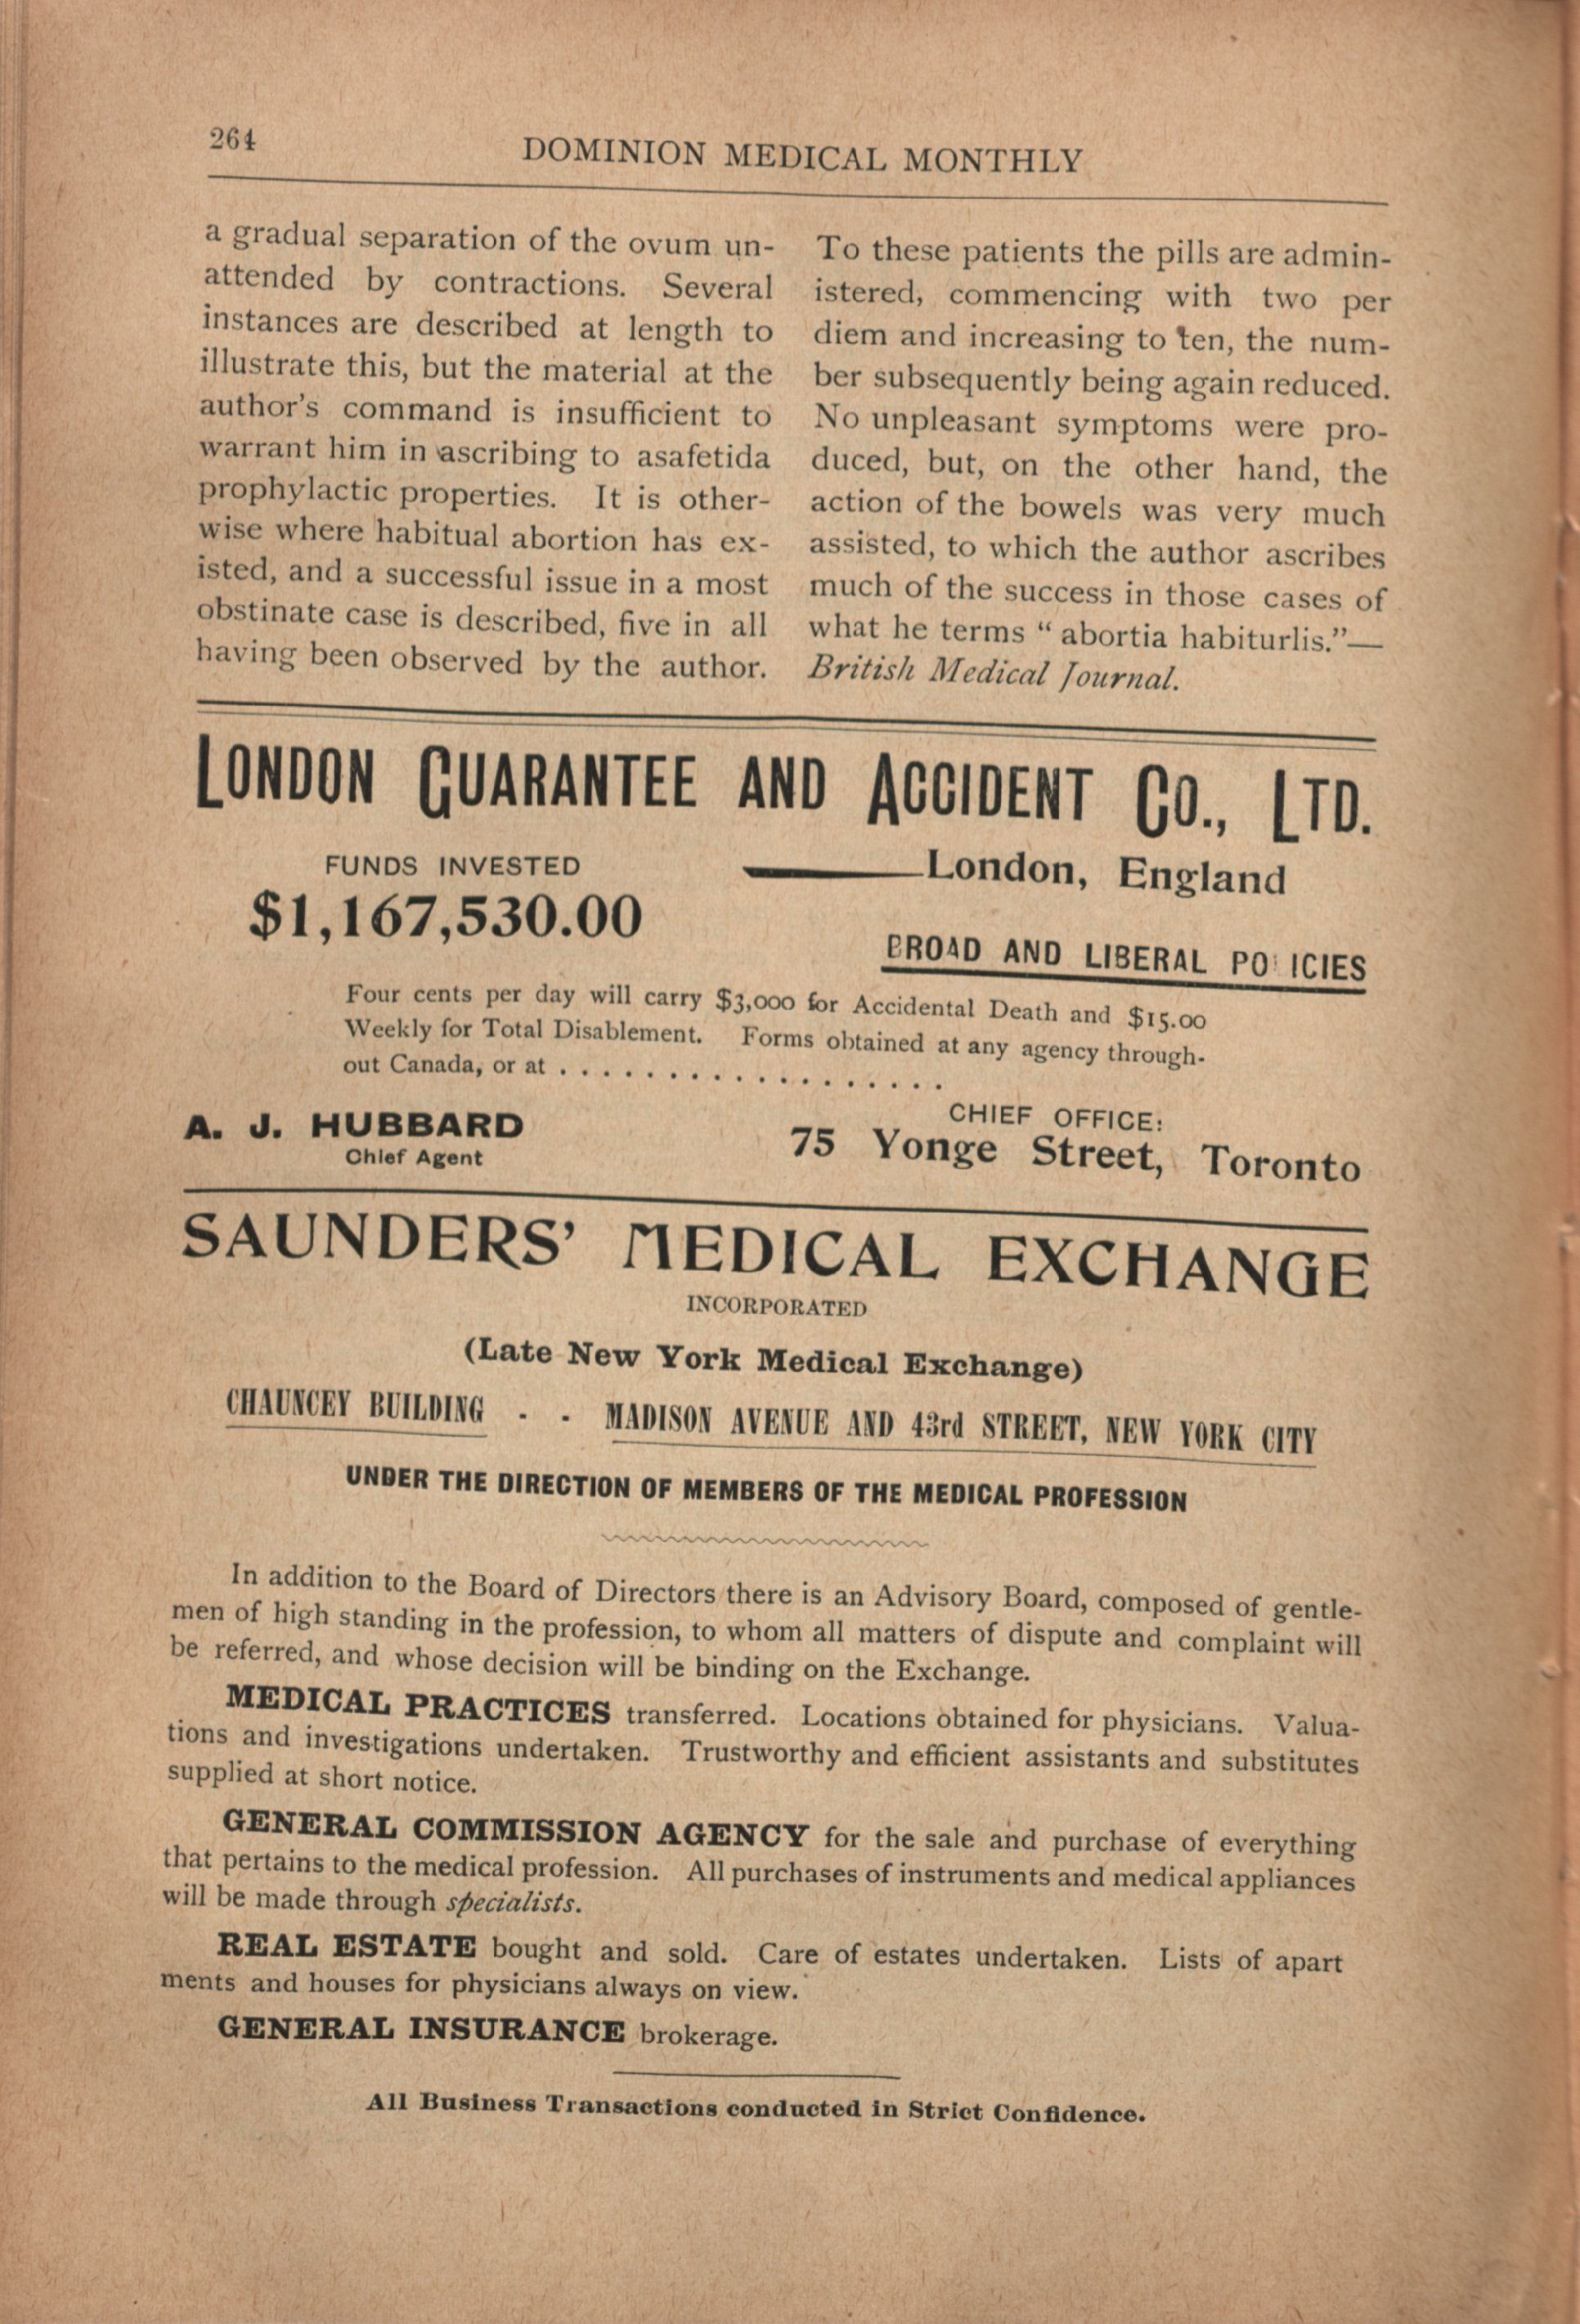 264
DOMINION MEDICAL MONTHLY
a gradual separation of the ovum un-
attended by contractions. Several
instances are described at length to
illustrate this, but the material at the
author's command is insufficient to
warrant him in ascribing to asafetida
prophylactic properties. It is other-
wise where habitual abortion has ex-
isted, and a successful issue in a most
obstinate case is described, five in all
having been observed by the author.
To these patients the pills are admin-
istered, commencing with two per
diem and increasing to ten, the num-
ber subsequently being again reduced.
No unpleasant symptoms were pro-
duced, but, on the other hand, the
action of the bowels was very much
assisted, to which the author ascribes
much of the success in those cases of
what he terms “ abortia habiturlis.”—
British Medical Journal.
LONDON GUARANTEE AND ACCIDENT CO., LTD.
FUNDS INVESTED
$1,167,530.00
London, England
BROAD AND LIBERAL POLICIES
Four cents per day will carry $3,000 for Accidental Death and $15.00
Weekly for Total Disablement. Forms obtained at any agency through-
out Canada, or at . . . . . . . . . . . . . . . . . .
A. J. HUBBARD
Chief Agent
CHIEF OFFICE:
75 Yonge Street, Toronto
SAUNDERS' MEDICAL EXCHANGE
INCORPORATED
(Late New York Medical Exchange)
CHAUNCEY BUILDING - - MADISON AVENUE AND 43rd STREET, NEW YORK CITY
UNDER THE DIRECTION OF MEMBERS OF THE MEDICAL PROFESSION
In addition to the Board of Directors there is an Advisory Board, composed of gentle-
men of high standing in the profession, to whom all matters of dispute and complaint will
be referred, and whose decision will be binding on the Exchange.
MEDICAL PRACTICES transferred. Locations obtained for physicians. Valua-
tions and investigations undertaken. Trustworthy and efficient assistants and substitutes
supplied at short notice.
GENERAL COMMISSION AGENCY for the sale and purchase of everything
that pertains to the medical profession. All purchases of instruments and medical appliances
will be made through specialists.
REAL ESTATE bought and sold. Care of estates undertaken. Lists of apart
ments and houses for physicians always on view.
GENERAL INSURANCE brokerage.
All Business Transactions conducted in Strict Confidence.